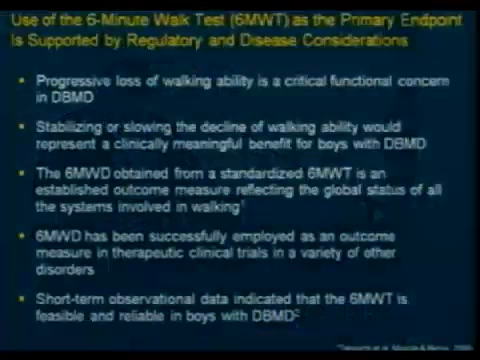 Use of the 6-Minute Walk Test (6MWT) as the Primary Endpoint
Is Supported by Regulatory and Disease Considerations
• Progressive loss of walking ability is a critical functional concern
in DBMD
• Stabilizing or slowing the decline of walking ability would
represent a clinically meaningful benefit for boys with DBMD
• The 6MWD obtained from a standardized 6MWT is an
established outcome measure reflecting the global status of all
the systems involved in walking¹
• 6MWD has been successfully employed as an outcome
measure in therapeutic clinical trials in a variety of other
disorders
• Short-term observational data indicated that the 6MWT is
feasible and reliable in boys with DBMD²